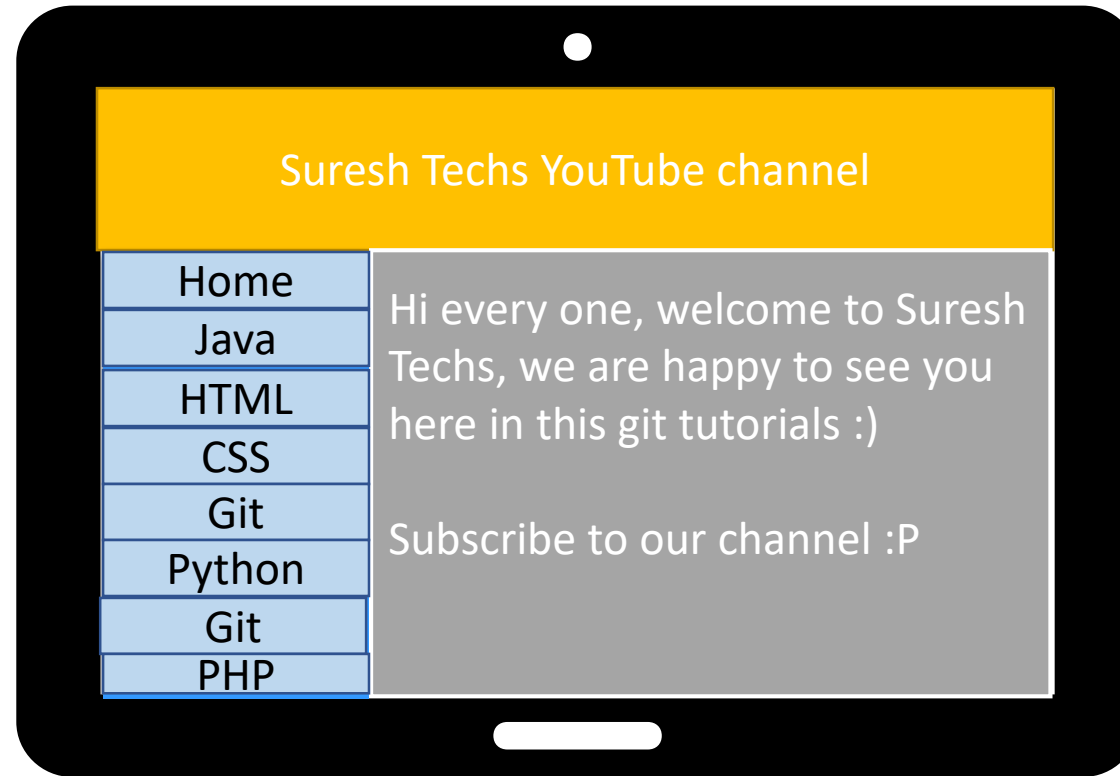 Suresh Techs YouTube channel
Home
Java
HTML
CSS
Git
Python
Git
PHP
Hi every one, welcome to Suresh
Techs, we are happy to see you
here in this git tutorials :)
Subscribe to our channel :P